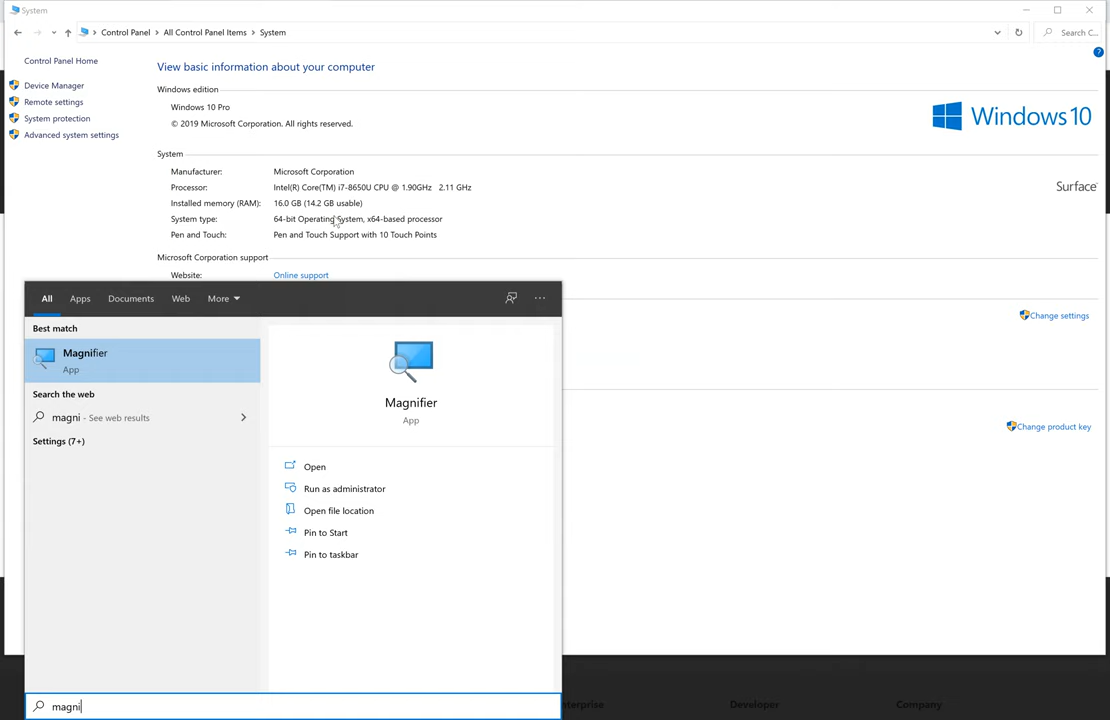 System
Control Panel > All Control Panel Items > System
Search C...
Control Panel Home
Device Manager
Remote settings
System protection
Advanced system settings
View basic information about your computer
Windows edition
Windows 10 Pro
© 2019 Microsoft Corporation. All rights reserved.
Windows 10
System
Manufacturer: Microsoft Corporation
Processor: Intel(R) Core(TM) i7-8650U CPU @ 1.90GHz 2.11 GHz
Installed memory (RAM): 16.0 GB (14.2 GB usable)
System type: 64-bit Operating System, x64-based processor
Pen and Touch: Pen and Touch Support with 10 Touch Points
Surface
Microsoft Corporation support
Website: Online support
Change settings
Change product key
All Apps Documents Web More
Best match
Magnifier
App
Search the web
magni - See web results
Settings (7+)
Magnifier
App
Open
Run as administrator
Open file location
Pin to Start
Pin to taskbar
magni
Developer
Company